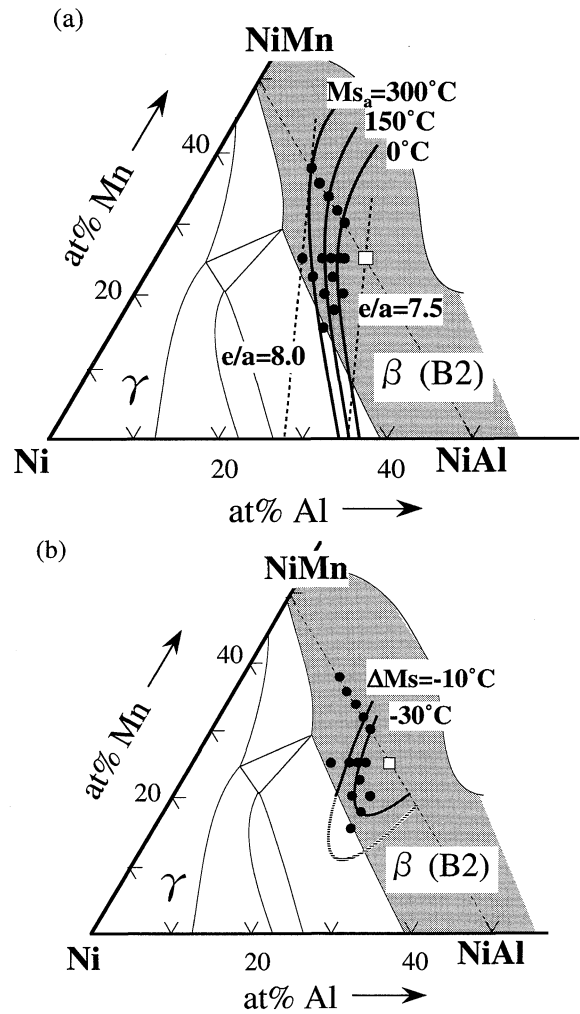 (a)
NiMn
Ms_a=300°C
150°C
0°C
40
at% Mn
20
e/a=7.5
e/a=8.0
γ
β (B2)
Ni
20
40
NiAl
at% Al
(b)
NiMn
40
ΔMs=-10°C
-30°C
at% Mn
20
β (B2)
γ
Ni
20
40
NiAl
at% Al